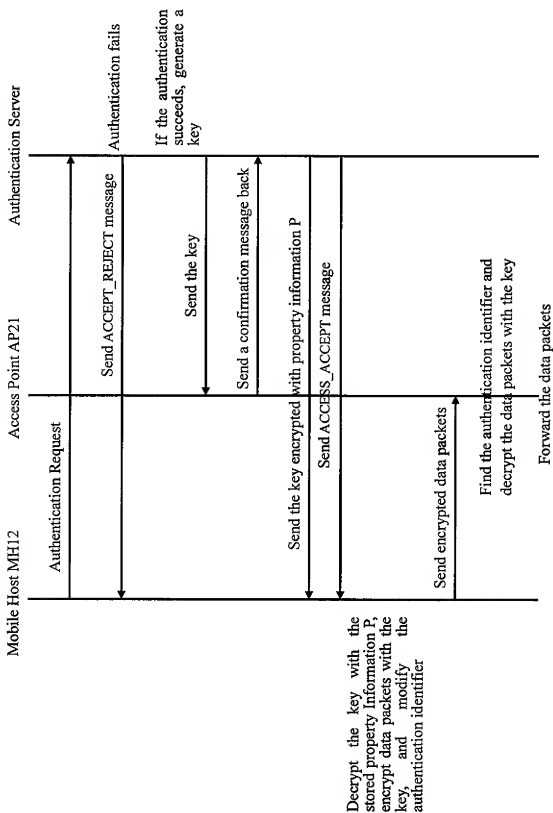 Mobile Host MH12
Access Point AP21
Authentication Server
Authentication Request
Send ACCEPT_REJECT message
Authentication fails
If the authentication
succeeds, generate a
key
Send the key
Send a confirmation message back
Send the key encrypted with property information P
Send ACCESS_ACCEPT message
Decrypt the key with the
stored property Information P,
encrypt data packets with the
key, and modify the
authentication identifier
Send encrypted data packets
Find the authentication identifier and
decrypt the data packets with the key
Forward the data packets